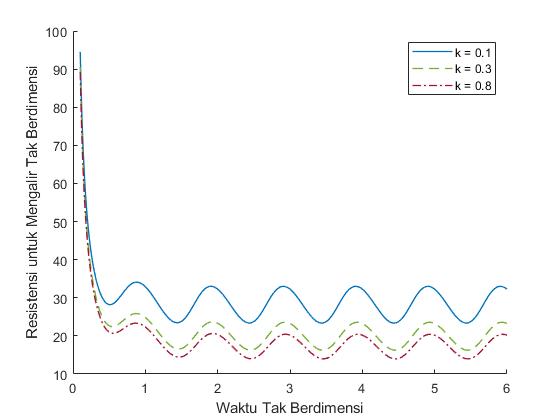 100
90
80
70
60
50
40
30
20
10
Resistensi untuk Mengalir Tak Berdimensi
k = 0.1
k = 0.3
k = 0.8
0 1 2 3 4 5 6
Waktu Tak Berdimensi